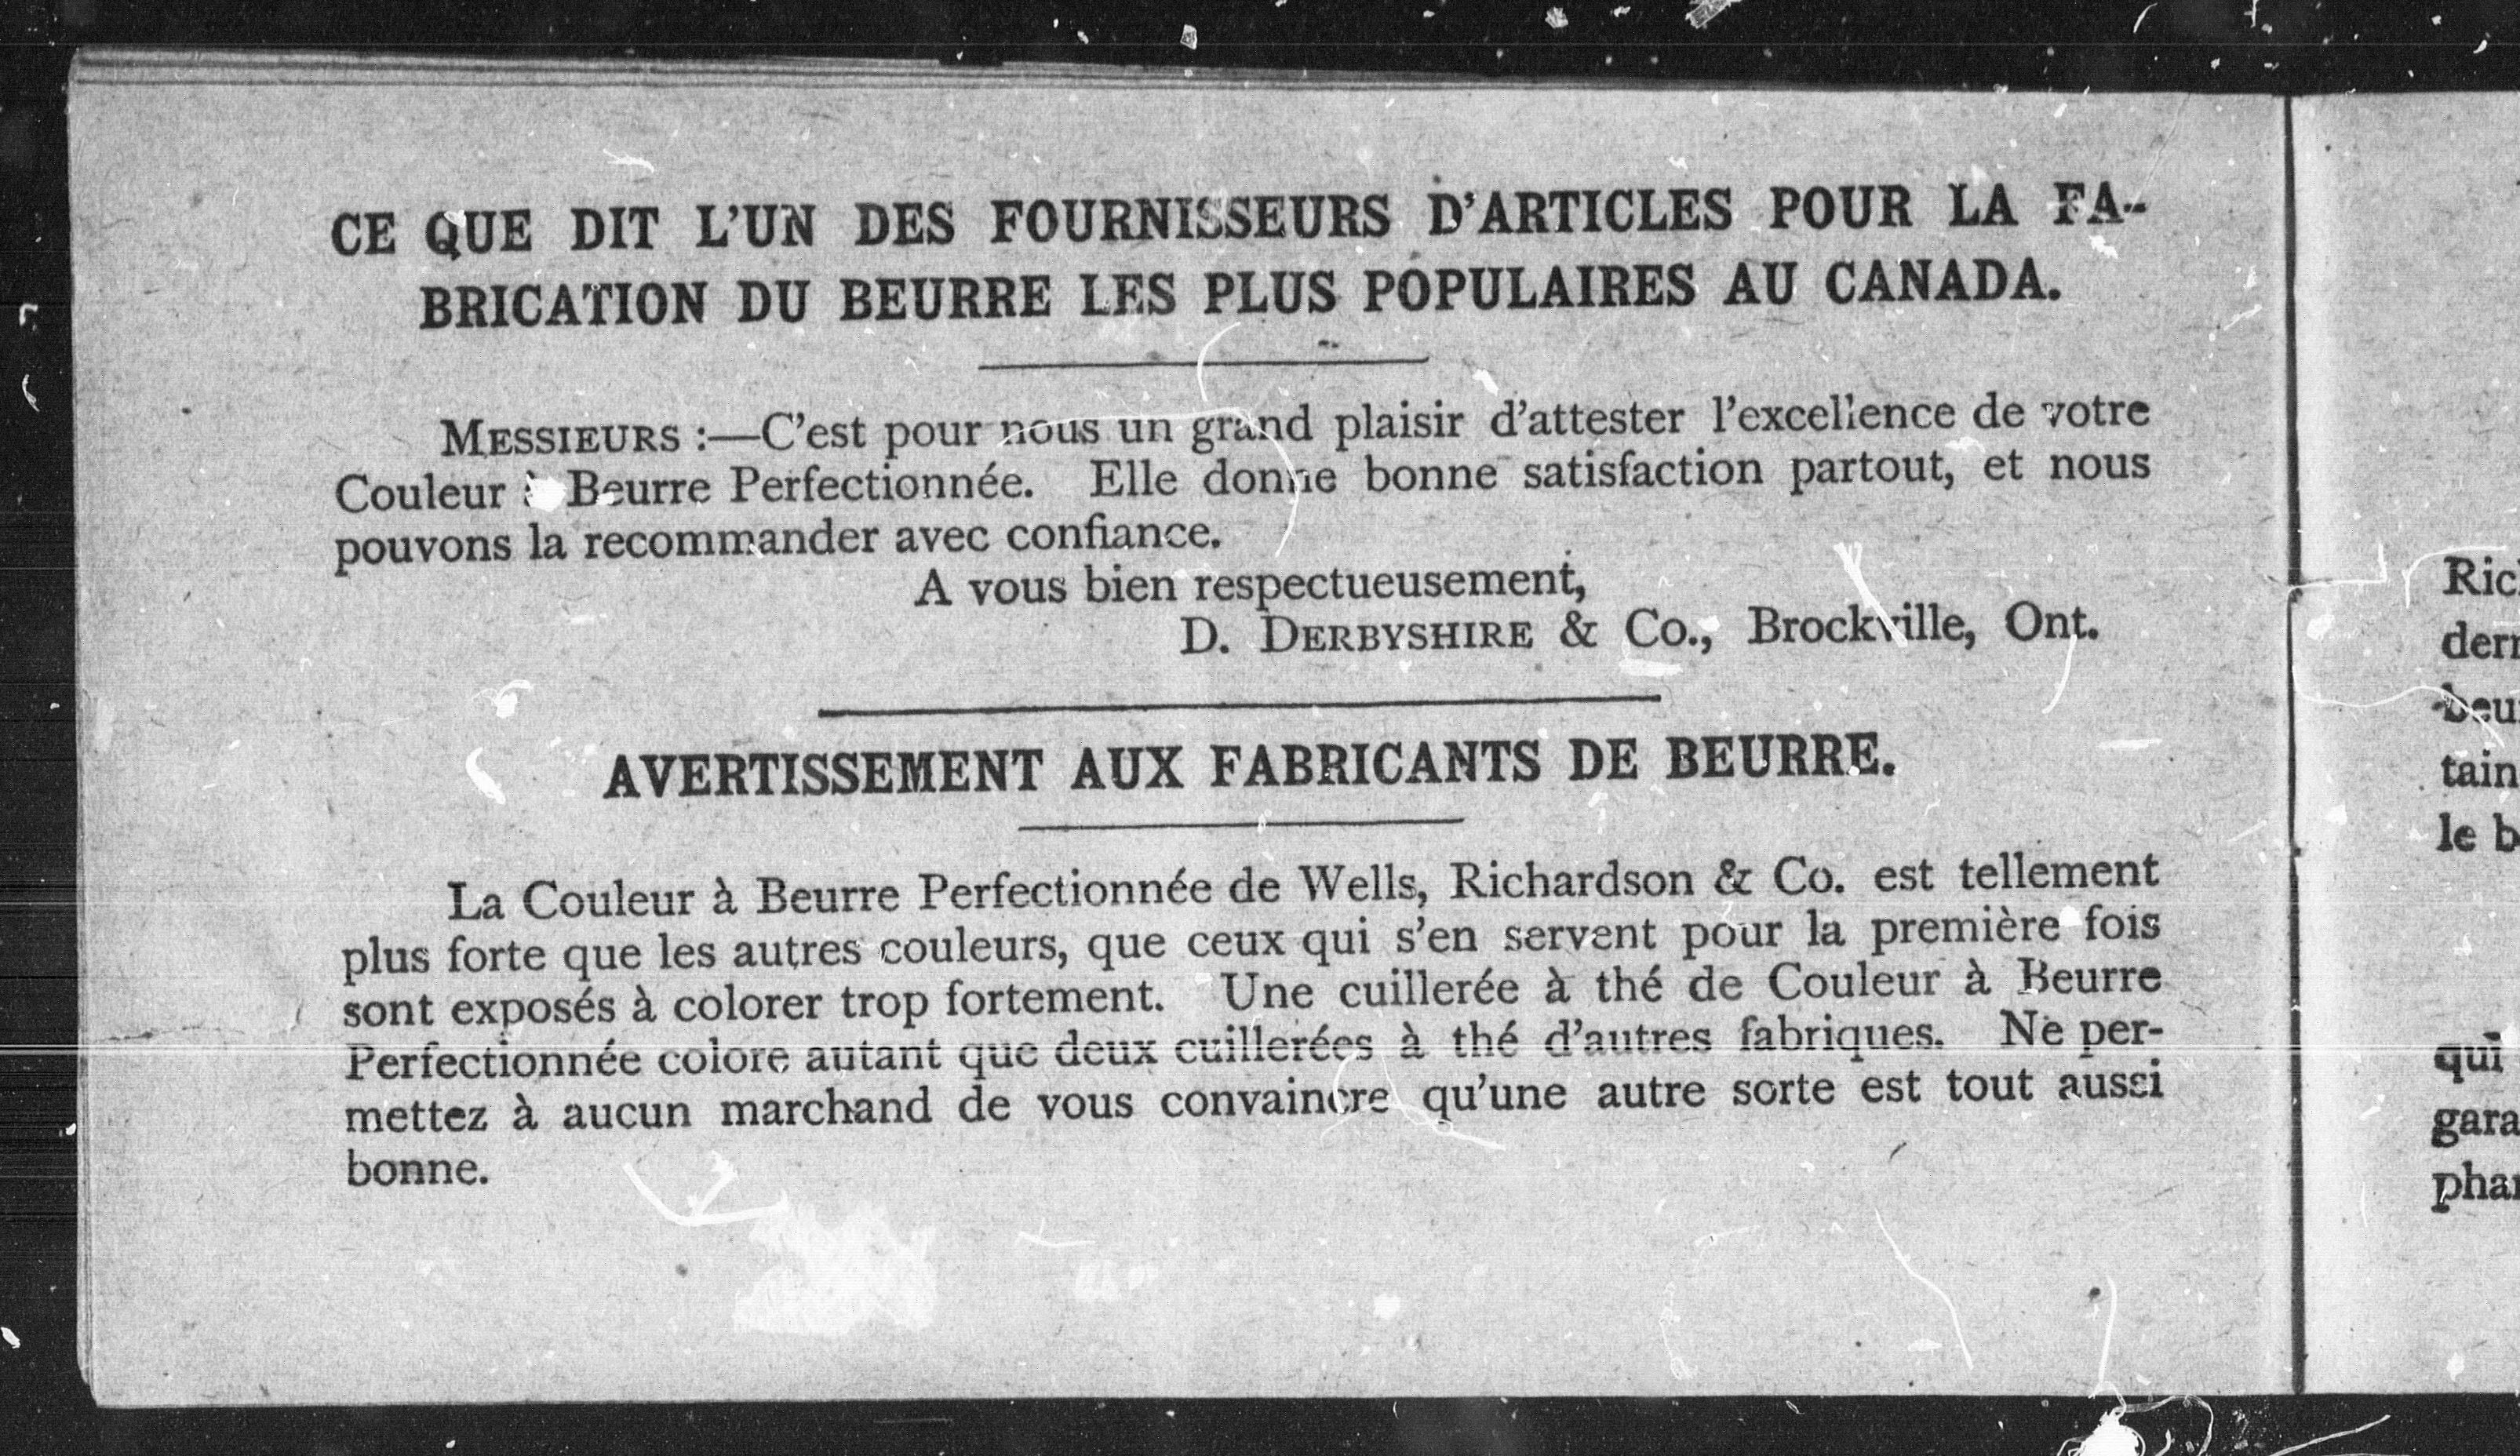 CE QUE DIT L'UN DES FOURNISSEURS D'ARTICLES POUR LA FA-
BRICATION DU BEURRE LES PLUS POPULAIRES AU CANADA.
MESSIEURS :—C'est pour nous un grand plaisir d'attester l'excellence de votre
Couleur à Beurre Perfectionnée. Elle donne bonne satisfaction partout, et nous
pouvons la recommander avec confiance.
A vous bien respectueusement,
D. DERBYSHIRE & Co., Brockville, Ont.
AVERTISSEMENT AUX FABRICANTS DE BEURRE.
La Couleur à Beurre Perfectionnée de Wells, Richardson & Co. est tellement
plus forte que les autres couleurs, que ceux qui s'en servent pour la première fois
sont exposés à colorer trop fortement. Une cuillerée à thé de Couleur à Beurre
Perfectionnée colore autant que deux cuillerées à thé d'autres fabriques. Ne per-
mettez à aucun marchand de vous convaincre qu'une autre sorte est tout aussi
bonne.
le
qui